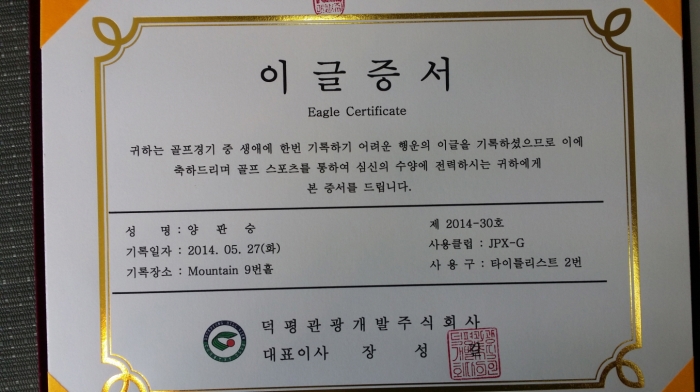 이글증서
Eagle Certificate
귀하는 골프경기 중 생애에 한번 기록하기 어려운 행운의 이글을 기록하셨으므로 이에
축하드리며 골프 스포츠를 통하여 심신의 수양에 전력하시는 귀하에게
본 증서를 드립니다.
성 명 : 양 판 승
제 2014-30호
기록일자 : 2014. 05. 27(화)
사용클럽 : JPX-G
기록장소 : Mountain 9번홀
사 용 구 : 타이틀리스트 2번
덕평관광개발주식회사
대표이사 장 성